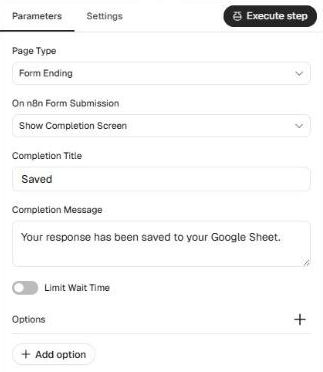 Parameters Settings Execute step
Page Type
Form Ending
On n8n Form Submission
Show Completion Screen
Completion Title
Saved
Completion Message
Your response has been saved to your Google Sheet.
Limit Wait Time
Options
Add option